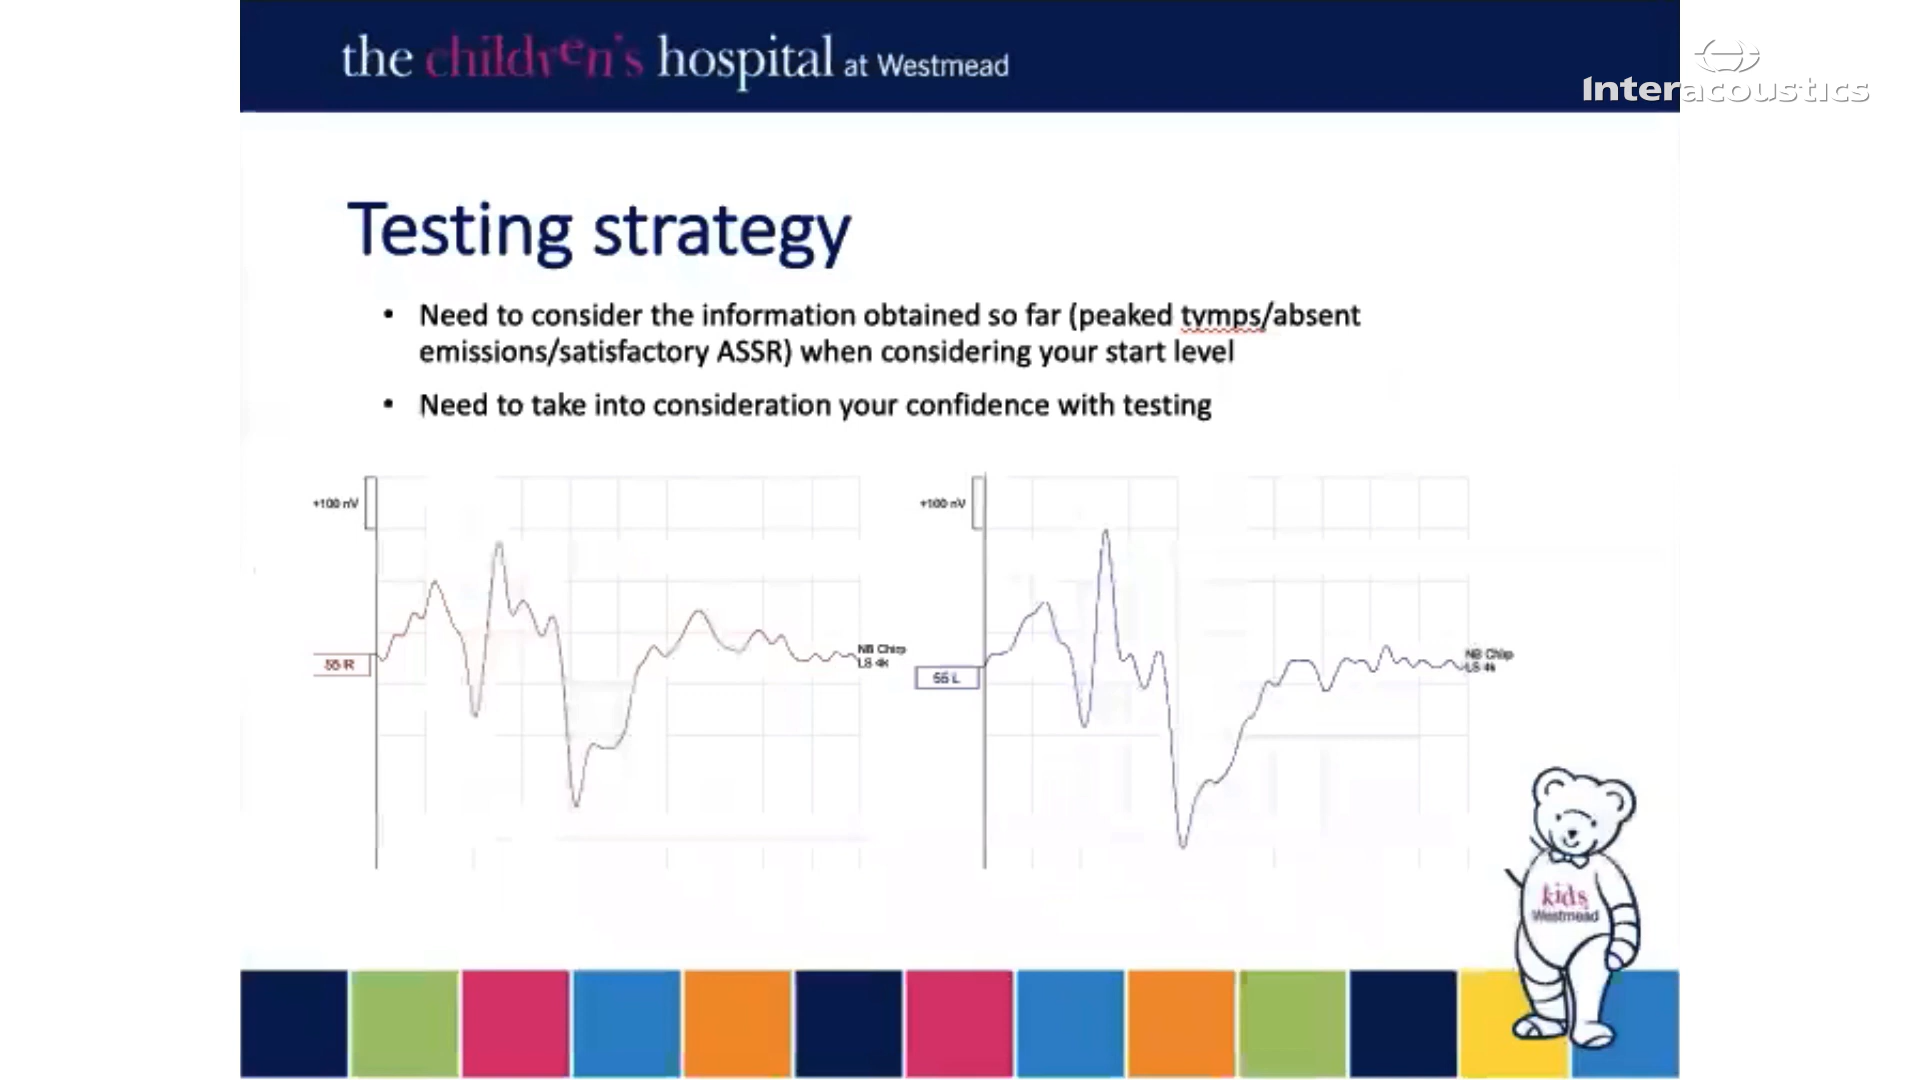 the children's hospital at Westmead
Interacoustics
Testing strategy
• Need to consider the information obtained so far (peaked tymps/absent
emissions/satisfactory ASSR) when considering your start level
• Need to take into consideration your confidence with testing
+100 nV
55 R
NB Chirp
LS 4k
+100 nV
55 L
NB Chirp
LS 4k
kids
Westmead